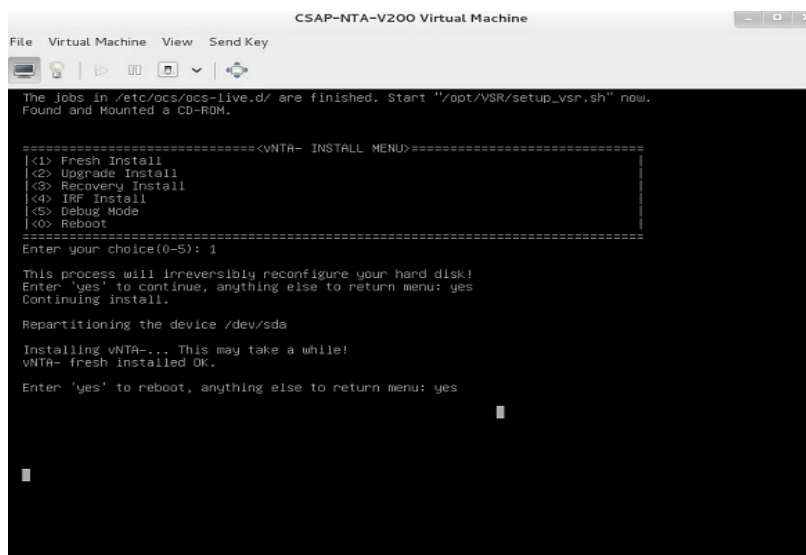 CSAP-NTA-V200 Virtual Machine
File Virtual Machine View Send Key
The jobs in /etc/ocs/ocs-live.d/ are finished. Start "/opt/VSR/setup_vsr.sh" now.
Found and Mounted a CD-ROM.
==============================<vNTA- INSTALL MENU>==============================
|<1> Fresh Install |
|<2> Upgrade Install |
|<3> Recovery Install |
|<4> IRF Install |
|<5> Debug Mode |
|<0> Reboot |
================================================================================
Enter your choice(0-5): 1
This process will irreversibly reconfigure your hard disk!
Enter 'yes' to continue, anything else to return menu: yes
Continuing install.
Repartitioning the device /dev/sda
Installing vNTA-... This may take a while!
vNTA- fresh installed OK.
Enter 'yes' to reboot, anything else to return menu: yes